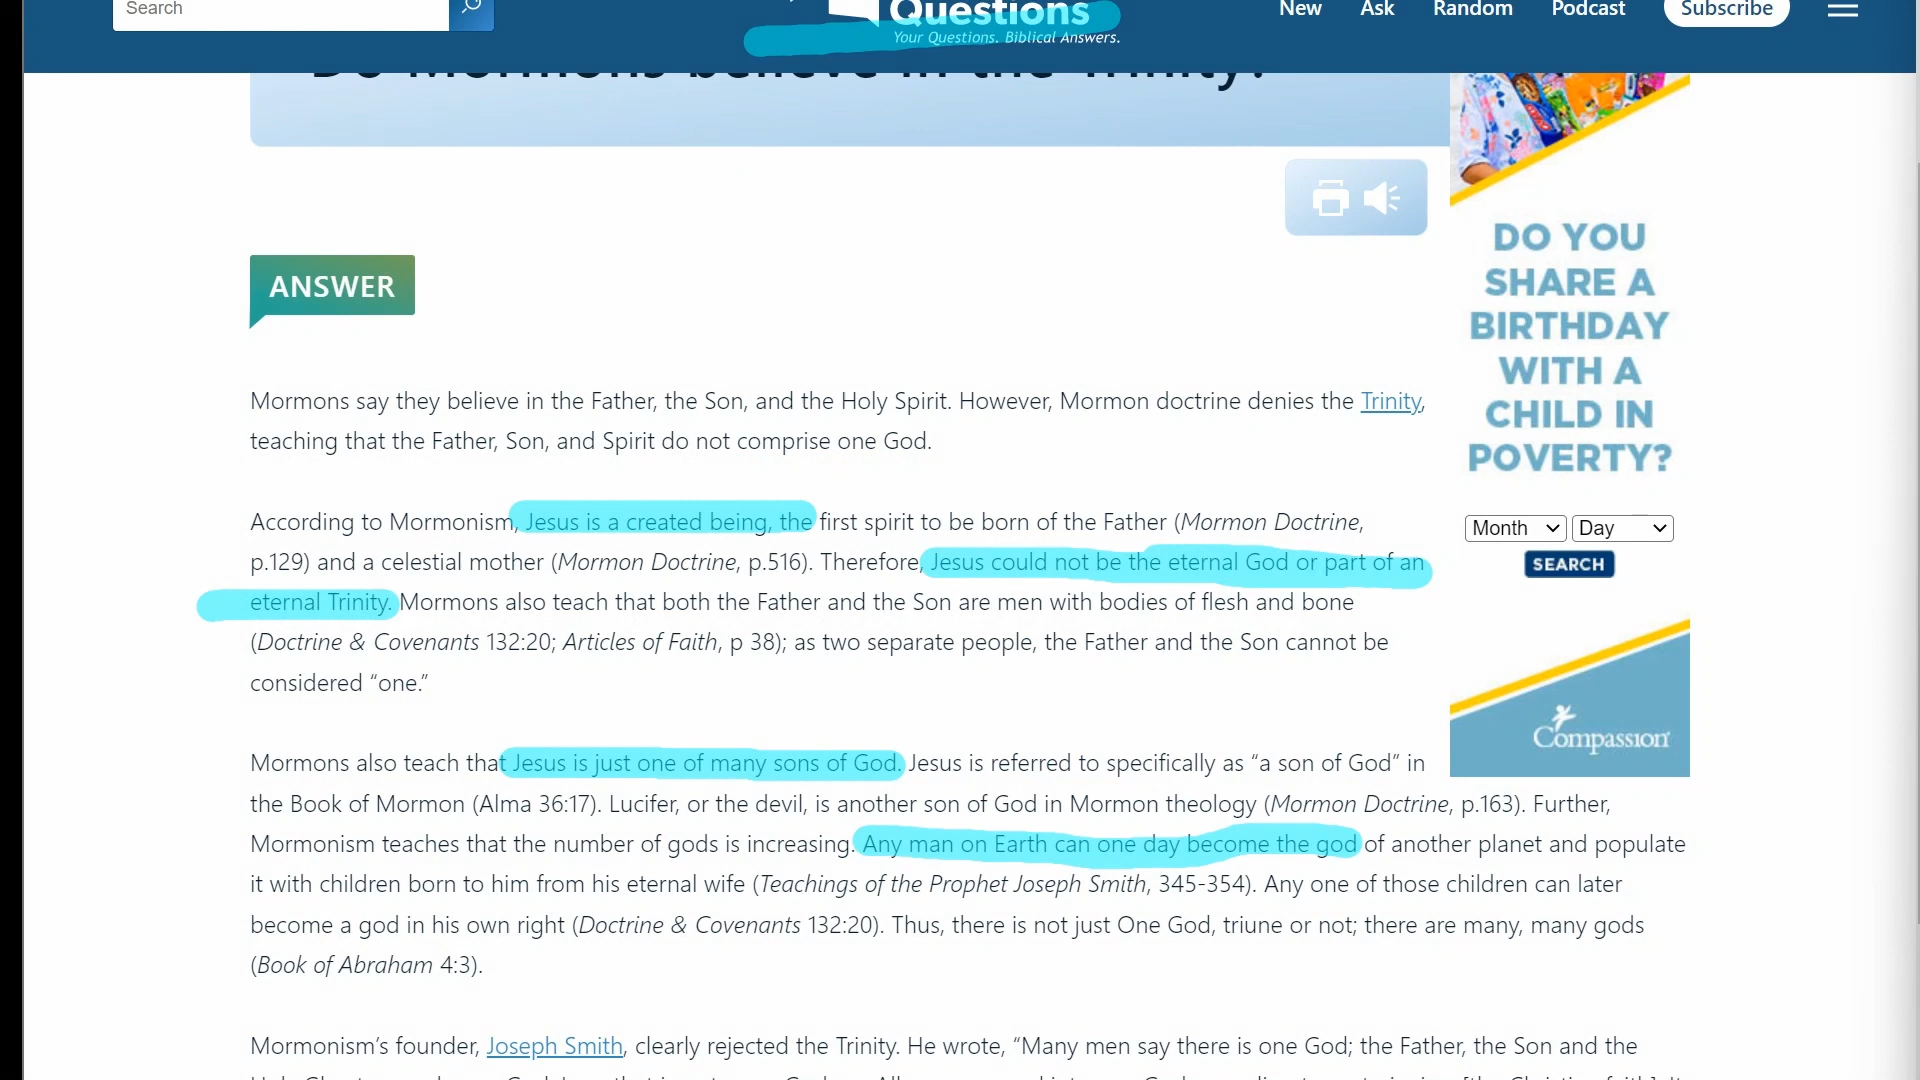 Search
Questions
Your Questions. Biblical Answers.
New
Ask
Random
Podcast
Subscribe
Do Mormons believe in the Trinity?
ANSWER
Mormons say they believe in the Father, the Son, and the Holy Spirit. However, Mormon doctrine denies the Trinity,
teaching that the Father, Son, and Spirit do not comprise one God.
According to Mormonism, Jesus is a created being, the first spirit to be born of the Father (Mormon Doctrine,
p.129) and a celestial mother (Mormon Doctrine, p.516). Therefore, Jesus could not be the eternal God or part of an
eternal Trinity. Mormons also teach that both the Father and the Son are men with bodies of flesh and bone
(Doctrine & Covenants 132:20; Articles of Faith, p 38); as two separate people, the Father and the Son cannot be
considered “one.”
Mormons also teach that Jesus is just one of many sons of God. Jesus is referred to specifically as “a son of God” in
the Book of Mormon (Alma 36:17). Lucifer, or the devil, is another son of God in Mormon theology (Mormon Doctrine, p.163). Further,
Mormonism teaches that the number of gods is increasing. Any man on Earth can one day become the god of another planet and populate
it with children born to him from his eternal wife (Teachings of the Prophet Joseph Smith, 345-354). Any one of those children can later
become a god in his own right (Doctrine & Covenants 132:20). Thus, there is not just One God, triune or not; there are many, many gods
(Book of Abraham 4:3).
Mormonism’s founder, Joseph Smith, clearly rejected the Trinity. He wrote, “Many men say there is one God; the Father, the Son and the
DO YOU
SHARE A
BIRTHDAY
WITH A
CHILD IN
POVERTY?
Month
Day
SEARCH
Compassion